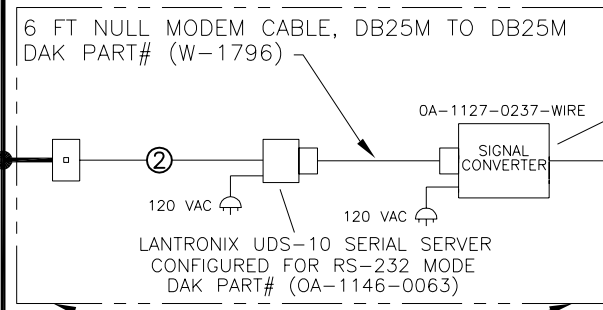 6 FT NULL MODEM CABLE, DB25M TO DB25M
DAK PART# (W-1796)
0A-1127-0237-WIRE
SIGNAL
CONVERTER
2
120 VAC
120 VAC
LANTRONIX UDS-10 SERIAL SERVER
CONFIGURED FOR RS-232 MODE
DAK PART# (0A-1146-0063)